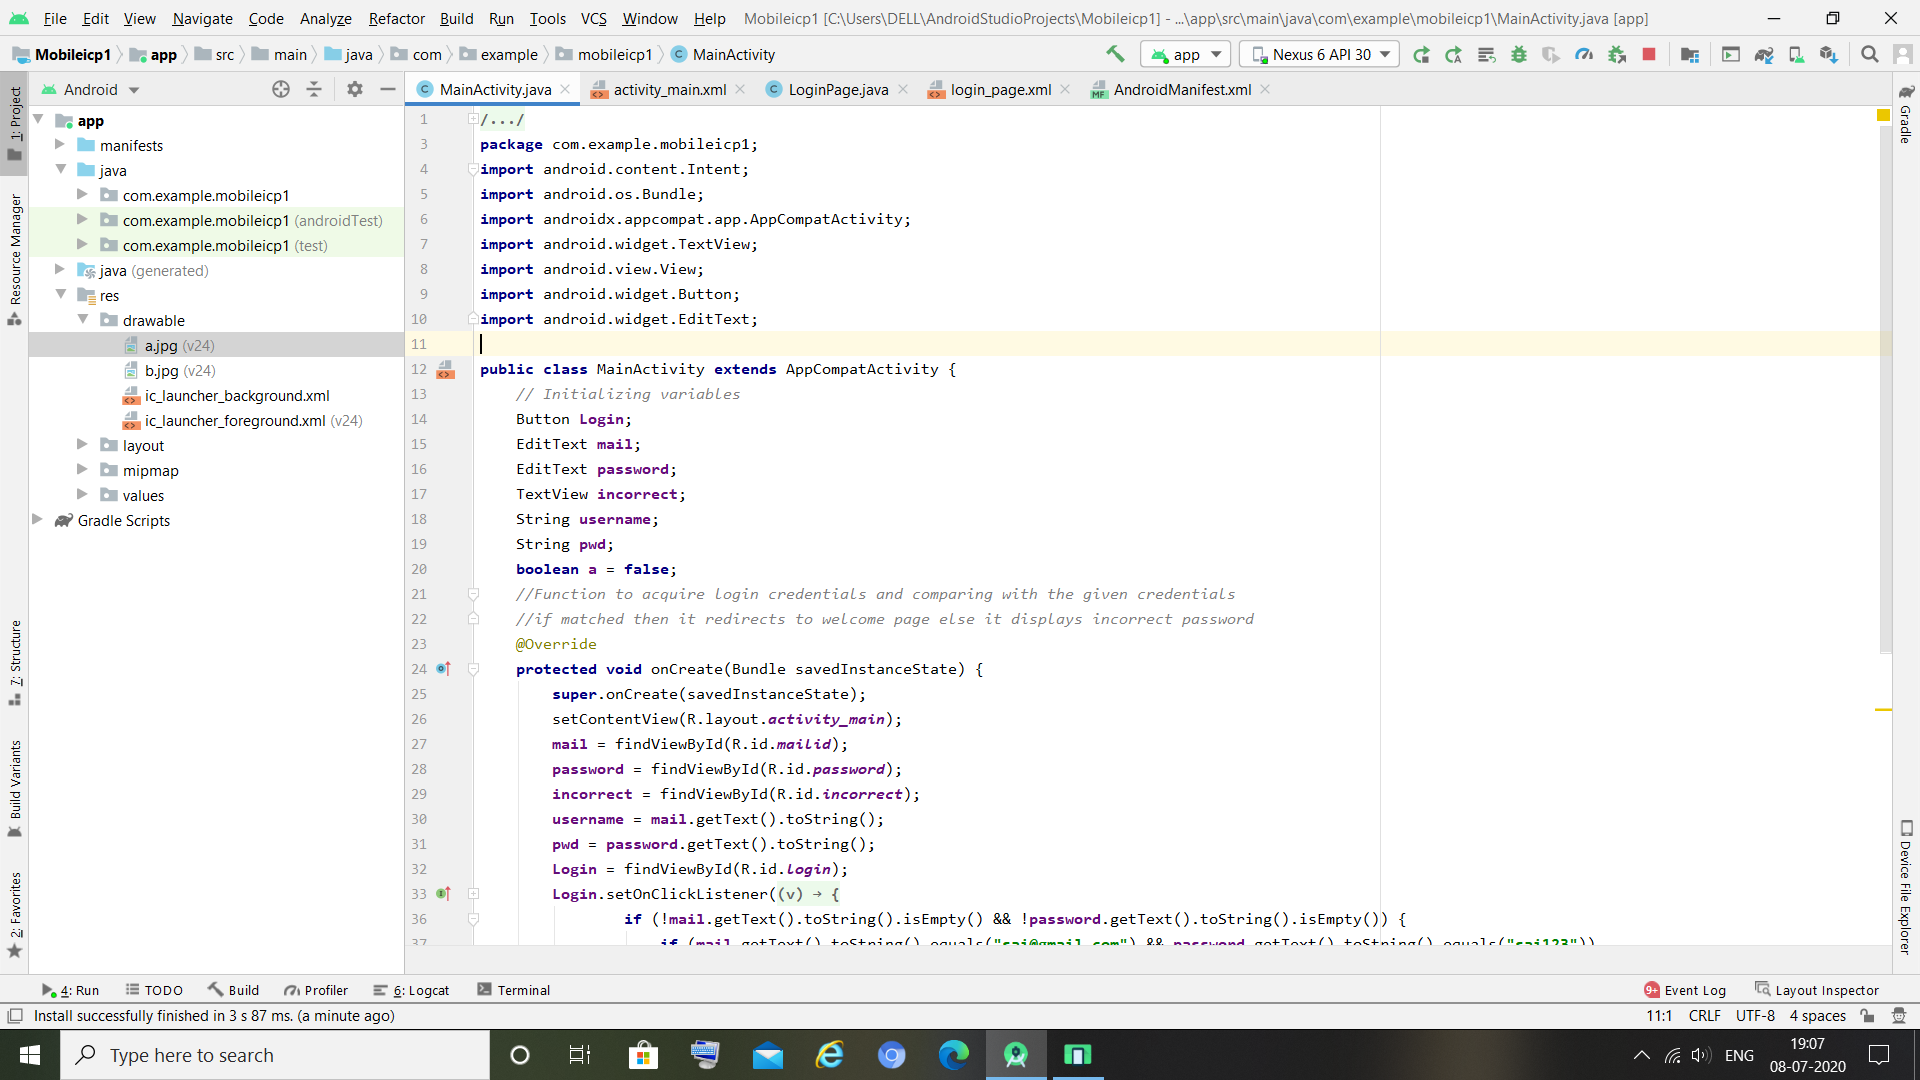 File Edit View Navigate Code Analyze Refactor Build Run Tools VCS Window Help Mobileicp1 [C:\Users\DELL\AndroidStudioProjects\Mobileicp1] - ...\app\src\main\java\com\example\mobileicp1\MainActivity.java [app]
Mobileicp1 app src main java com example mobileicp1 MainActivity app Nexus 6 API 30
Android
MainActivity.java activity_main.xml LoginPage.java login_page.xml AndroidManifest.xml
1: Project
Resource Manager
7: Structure
Build Variants
2: Favorites
app
manifests
java
com.example.mobileicp1
com.example.mobileicp1 (androidTest)
com.example.mobileicp1 (test)
java (generated)
res
drawable
a.jpg (v24)
b.jpg (v24)
ic_launcher_background.xml
ic_launcher_foreground.xml (v24)
layout
mipmap
values
Gradle Scripts
1 /.../
3 package com.example.mobileicp1;
4 import android.content.Intent;
5 import android.os.Bundle;
6 import androidx.appcompat.app.AppCompatActivity;
7 import android.widget.TextView;
8 import android.view.View;
9 import android.widget.Button;
10 import android.widget.EditText;
11
12 public class MainActivity extends AppCompatActivity {
13 // Initializing variables
14 Button Login;
15 EditText mail;
16 EditText password;
17 TextView incorrect;
18 String username;
19 String pwd;
20 boolean a = false;
21 //Function to acquire login credentials and comparing with the given credentials
22 //if matched then it redirects to welcome page else it displays incorrect password
23 @Override
24 protected void onCreate(Bundle savedInstanceState) {
25 super.onCreate(savedInstanceState);
26 setContentView(R.layout.activity_main);
27 mail = findViewById(R.id.mailid);
28 password = findViewById(R.id.password);
29 incorrect = findViewById(R.id.incorrect);
30 username = mail.getText().toString();
31 pwd = password.getText().toString();
32 Login = findViewById(R.id.login);
33 Login.setOnClickListener((v) → {
36 if (!mail.getText().toString().isEmpty() && !password.getText().toString().isEmpty()) {
37 if (mail.getText().toString().equals("sai@gmail.com") && password.getText().toString().equals("sai123"))
Gradle
Device File Explorer
4: Run TODO Build Profiler 6: Logcat Terminal 9+ Event Log Layout Inspector
Install successfully finished in 3 s 87 ms. (a minute ago) 11:1 CRLF UTF-8 4 spaces
Type here to search ENG 19:07
08-07-2020